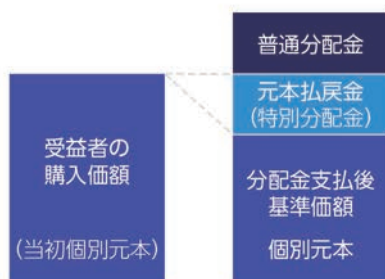 受益者の
購入価額
(当初個別元本)
普通分配金
元本払戻金
(特別分配金)
分配金支払後
基準価額
個別元本